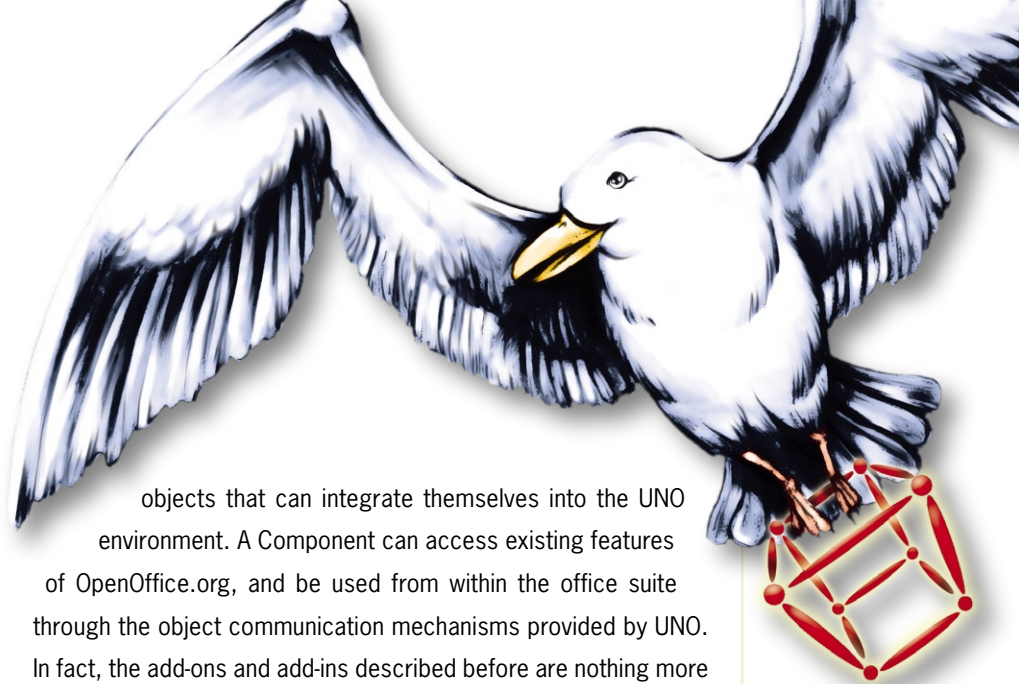 objects that can integrate themselves into the UNO
environment. A Component can access existing features
of OpenOffice.org, and be used from within the office suite
through the object communication mechanisms provided by UNO.
In fact, the add-ons and add-ins described before are nothing more